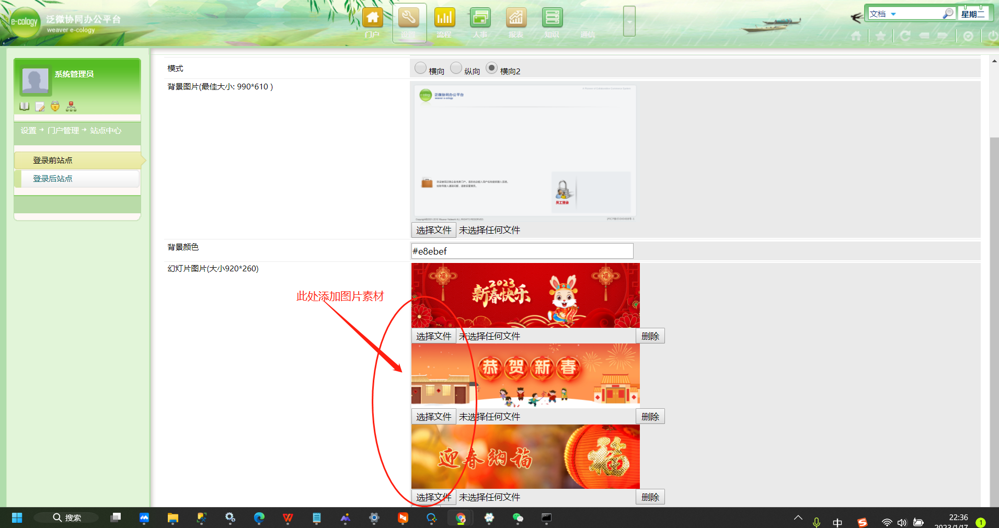 e-cology
泛微协同办公平台
weaver e-cology
门户
设置
流程
人事
报表
知识
通信
文档
星期二
系统管理员
设置 → 门户管理 → 站点中心
登录前站点
登录后站点
模式
横向 纵向 横向2
背景图片(最佳大小: 990*610 )
e-cology
泛微协同办公平台
weaver e-cology
员工登录
选择文件 未选择任何文件
背景颜色
#e8ebef
幻灯片图片(大小920*260)
此处添加图片素材
福
福
2023
新春快乐
选择文件 未选择任何文件 删除
恭贺新春
选择文件 未选择任何文件 删除
迎春纳福
福
选择文件 未选择任何文件 删除
搜索
中
22:36
2023/1/17
1